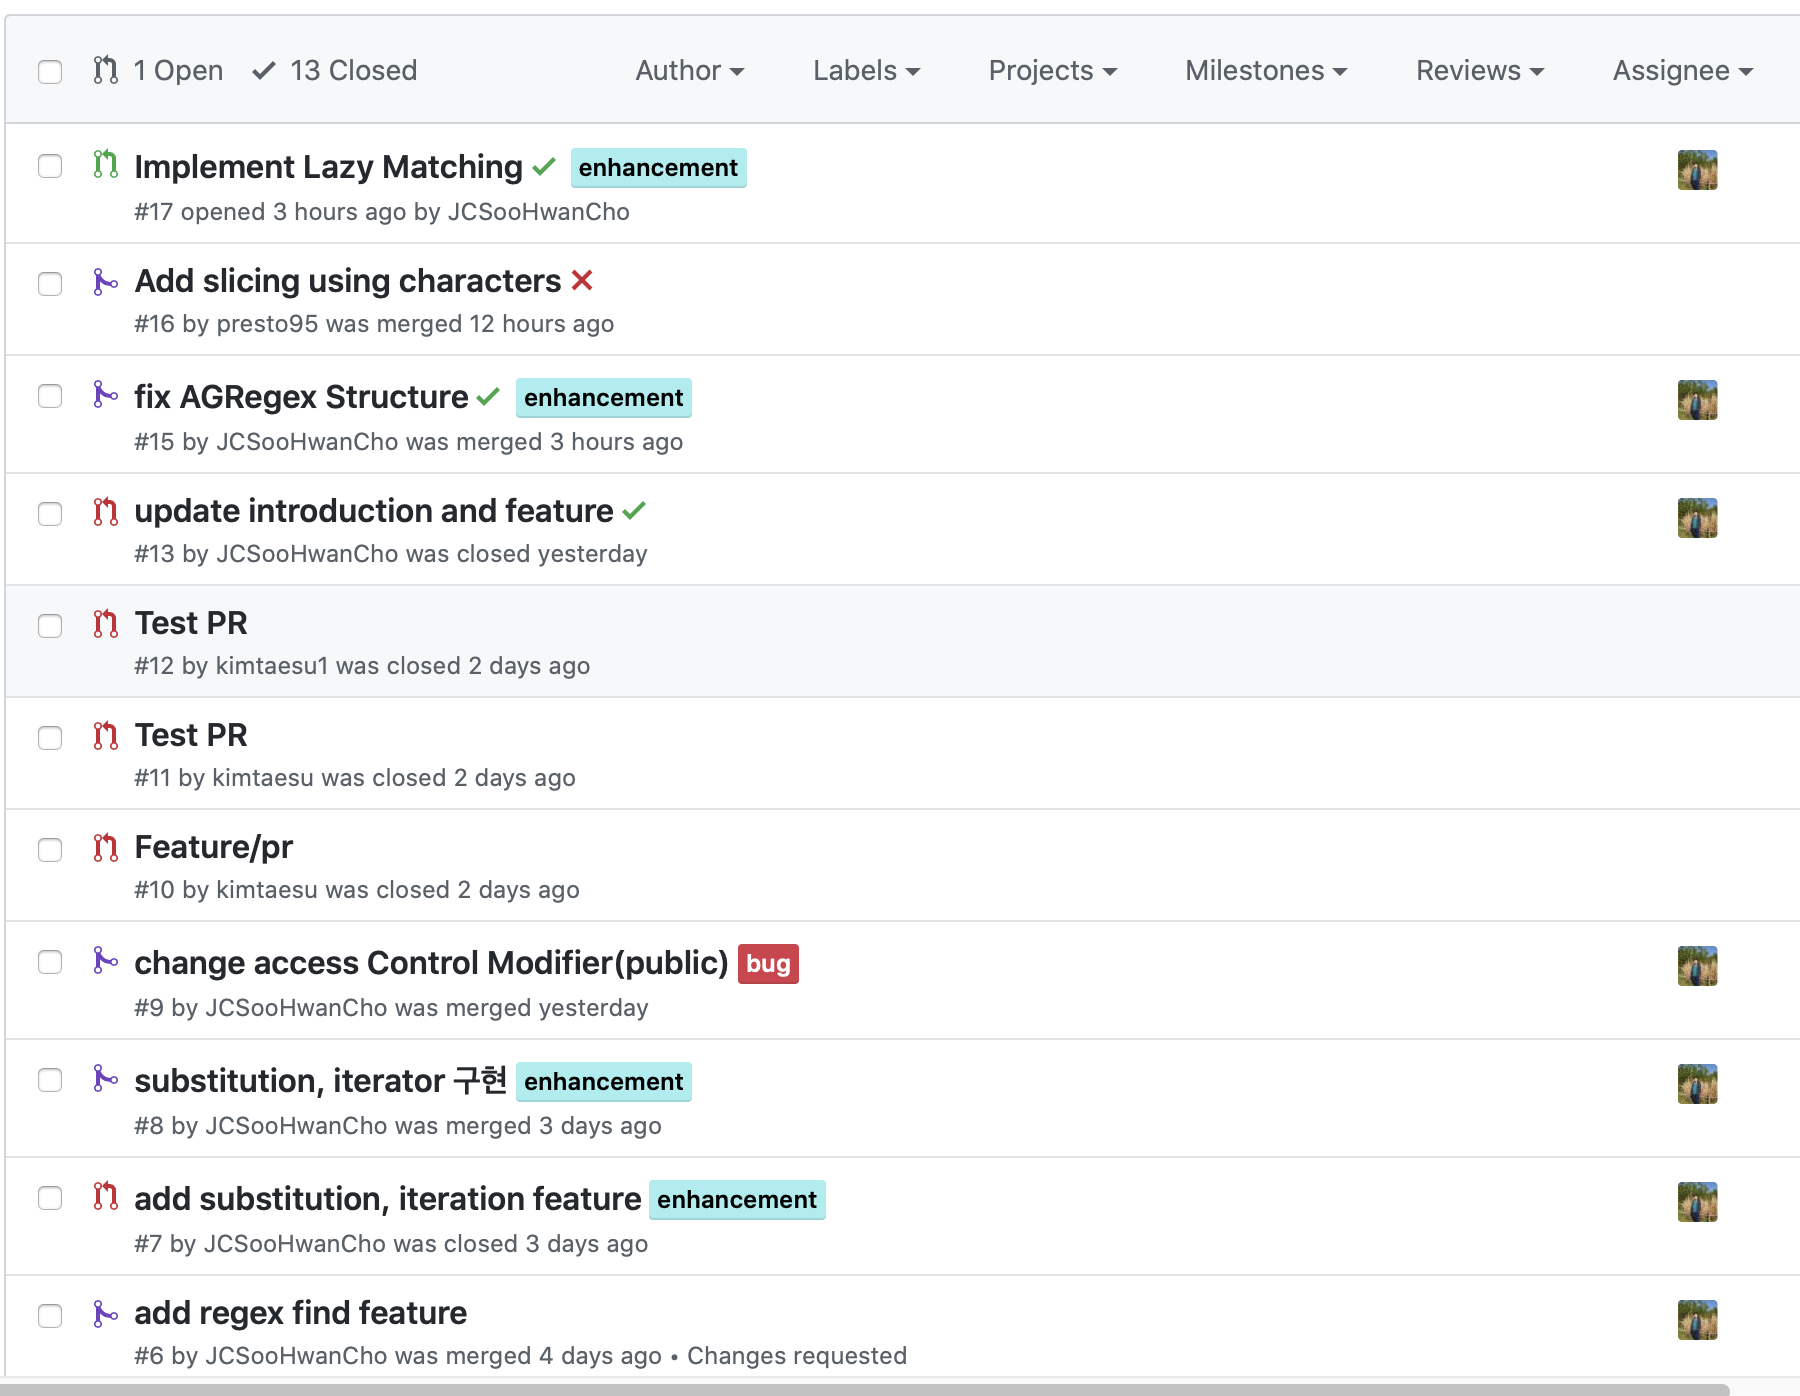 1 Open 13 Closed Author Labels Projects Milestones Reviews Assignee
Implement Lazy Matching enhancement
#17 opened 3 hours ago by JCSooHwanCho
Add slicing using characters
#16 by presto95 was merged 12 hours ago
fix AGRegex Structure enhancement
#15 by JCSooHwanCho was merged 3 hours ago
update introduction and feature
#13 by JCSooHwanCho was closed yesterday
Test PR
#12 by kimtaesu1 was closed 2 days ago
Test PR
#11 by kimtaesu was closed 2 days ago
Feature/pr
#10 by kimtaesu was closed 2 days ago
change access Control Modifier(public) bug
#9 by JCSooHwanCho was merged yesterday
substitution, iterator 구현 enhancement
#8 by JCSooHwanCho was merged 3 days ago
add substitution, iteration feature enhancement
#7 by JCSooHwanCho was closed 3 days ago
add regex find feature
#6 by JCSooHwanCho was merged 4 days ago • Changes requested